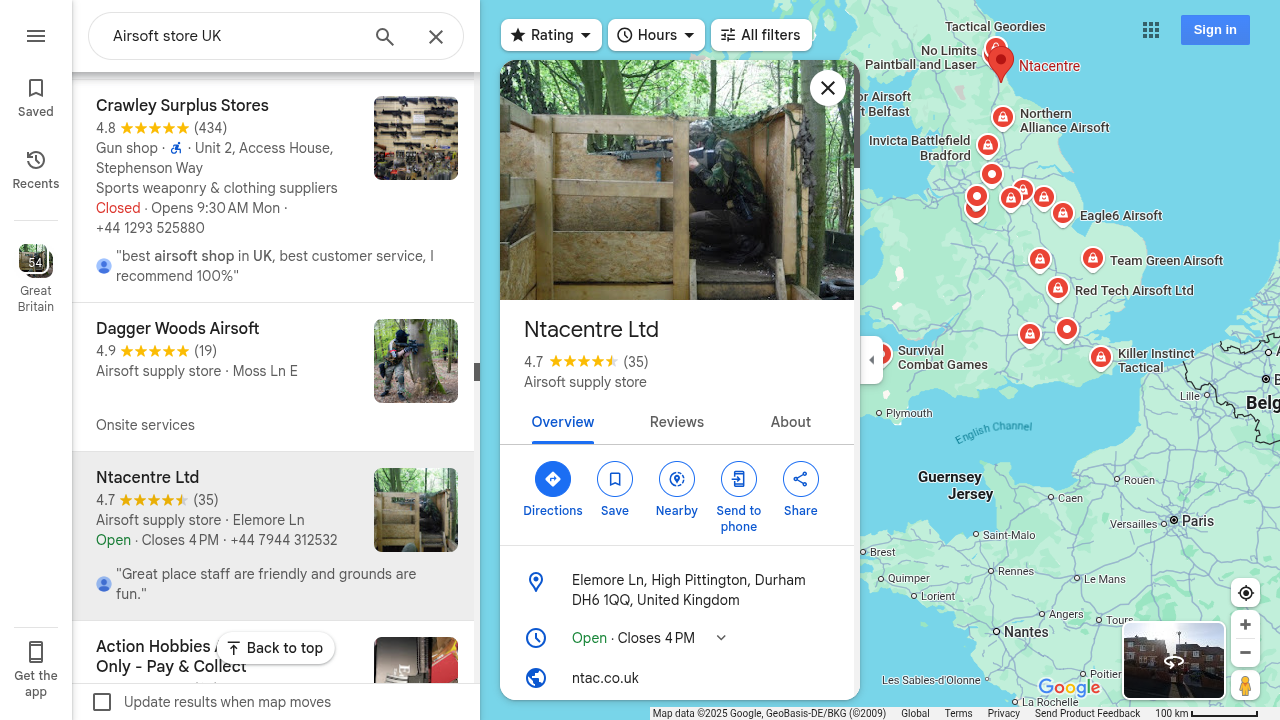 Airsoft store UK
Saved
Recents
54
Great
Britain
Get the
app
Crawley Surplus Stores
4.8 (434)
Gun shop · · Unit 2, Access House,
Stephenson Way
Sports weaponry & clothing suppliers
Closed · Opens 9:30 AM Mon ·
+44 1293 525880
"best airsoft shop in UK, best customer service, I
recommend 100%"
Dagger Woods Airsoft
4.9 (19)
Airsoft supply store · Moss Ln E
Onsite services
Ntacentre Ltd
4.7 (35)
Airsoft supply store · Elemore Ln
Open · Closes 4 PM · +44 7944 312532
"Great place staff are friendly and grounds are
fun."
Action Hobbies
Only - Pay & Collect
Back to top
Update results when map moves
Rating
Hours
All filters
Ntacentre Ltd
4.7 (35)
Airsoft supply store
Overview
Reviews
About
Directions
Save
Nearby
Send to
phone
Share
Elemore Ln, High Pittington, Durham
DH6 1QQ, United Kingdom
Open · Closes 4 PM
ntac.co.uk
Sign in
Tactical Geordies
No Limits
Paintball and Laser
Ntacentre
or Airsoft
t Belfast
Northern
Alliance Airsoft
Invicta Battlefield
Bradford
Eagle6 Airsoft
Team Green Airsoft
Red Tech Airsoft Ltd
Survival
Combat Games
Killer Instinct
Tactical
Lille
Belg
Plymouth
English Channel
Guernsey
Jersey
Rouen
Caen
Versailles
Paris
Saint-Malo
Brest
Rennes
Quimper
Le Mans
Lorient
Angers
Tours
Nantes
Les Sables-d'Olonne
Poitier
La Rochelle
Google
Map data ©2025 Google, GeoBasis-DE/BKG (©2009)
Global
Terms
Privacy
Send Product Feedback
100 km